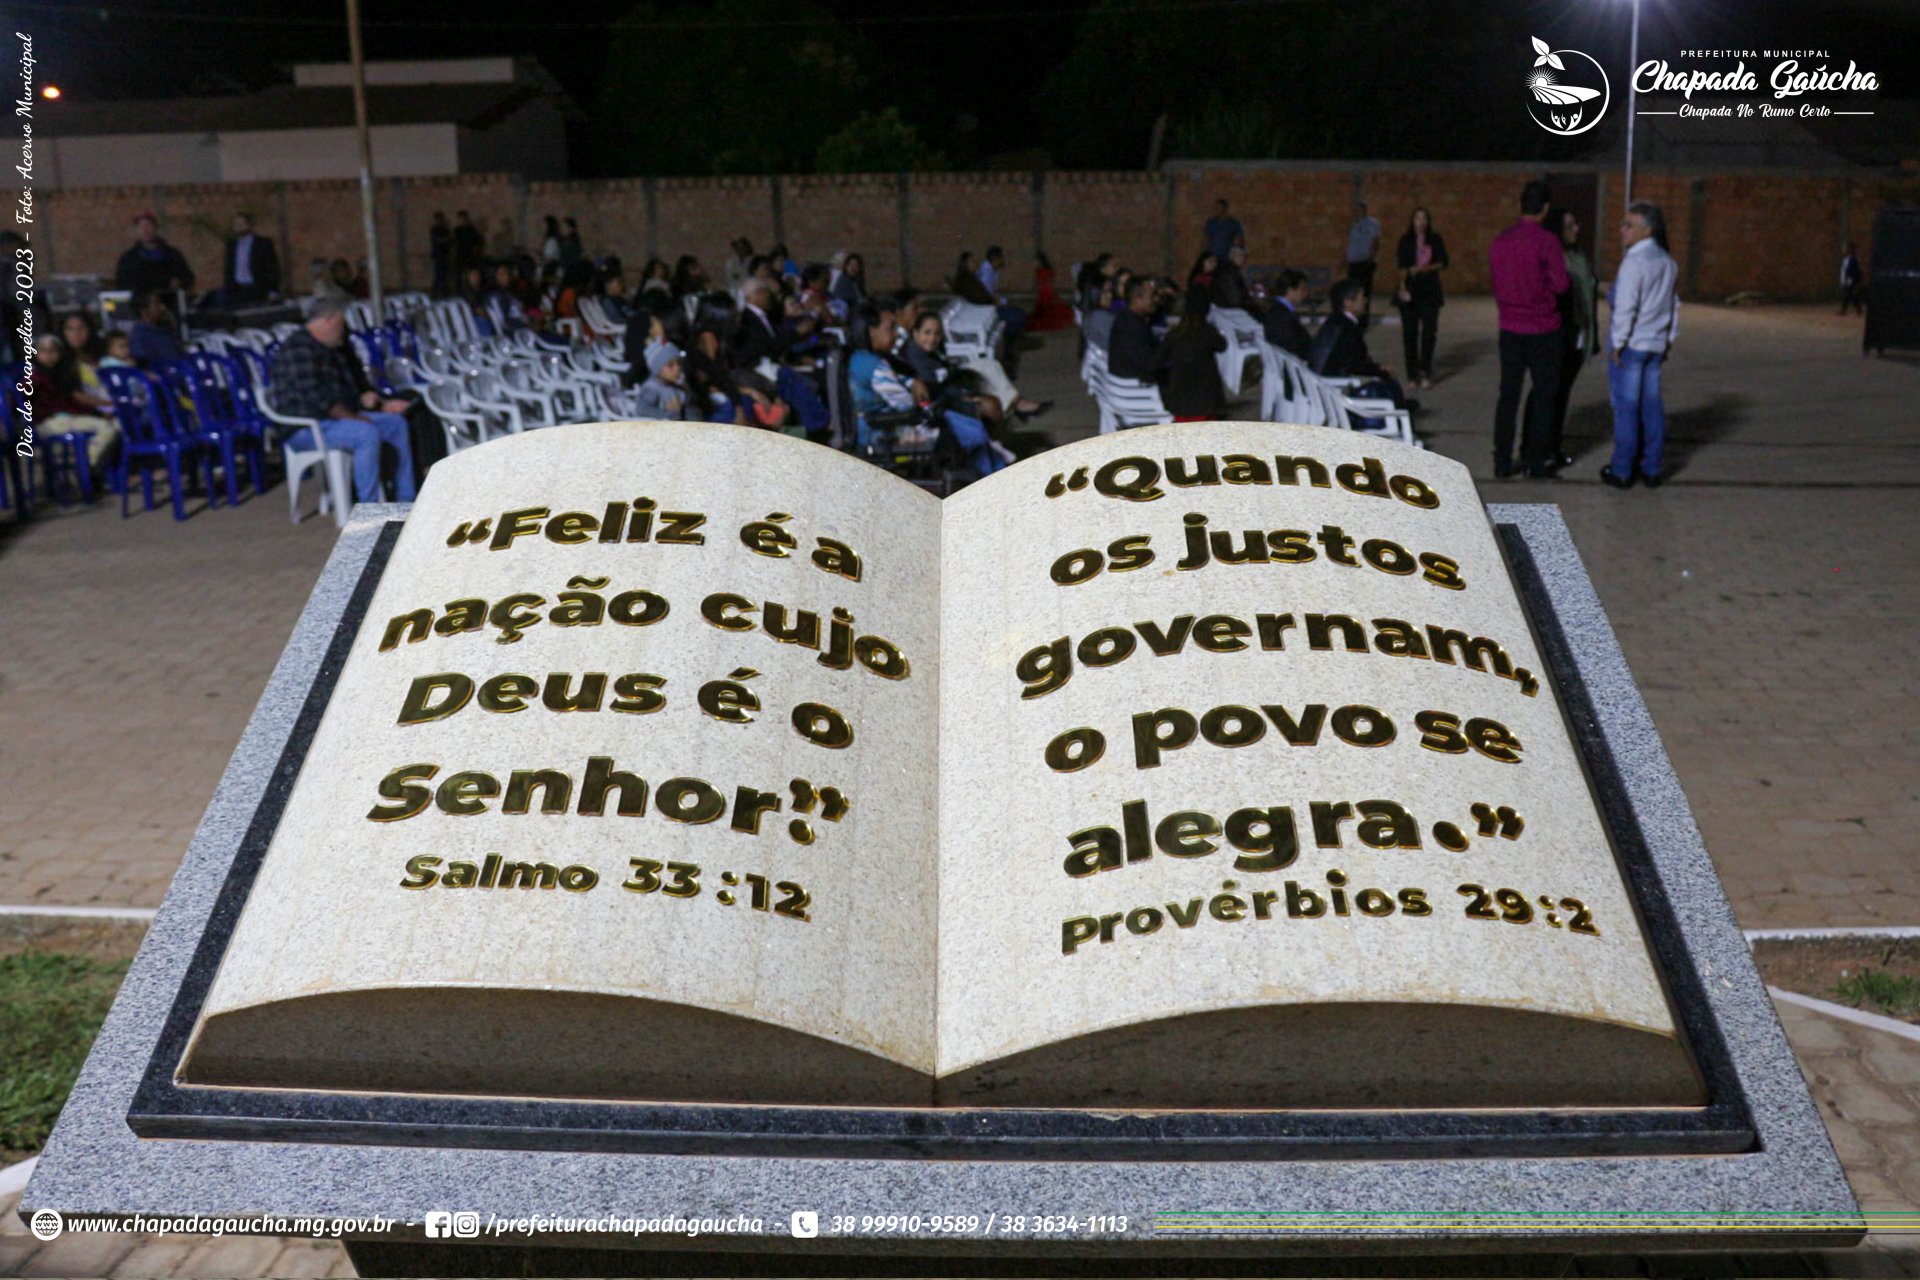 PREFEITURA MUNICIPAL
Chapada Gaúcha
Chapada No Rumo Certo
Dia do Evangélico 2023 - Foto: Acervo Municipal
“Feliz é a
nação cujo
Deus é o
Senhor.”
Salmo 33:12
“Quando
os justos
governam,
o povo se
alegra.”
Provérbios 29:2
www.chapadagaucha.mg.gov.br - /prefeiturachapadagaucha - 38 99910-9589 / 38 3634-1113